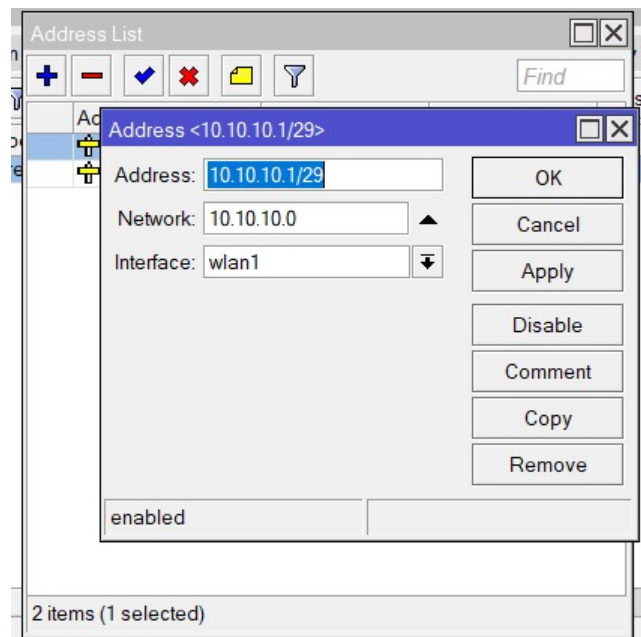 Address List
Find
Ad
Address <10.10.10.1/29>
Address: 10.10.10.1/29
OK
Network: 10.10.10.0
Cancel
Interface: wlan1
Apply
Disable
Comment
Copy
Remove
enabled
2 items (1 selected)